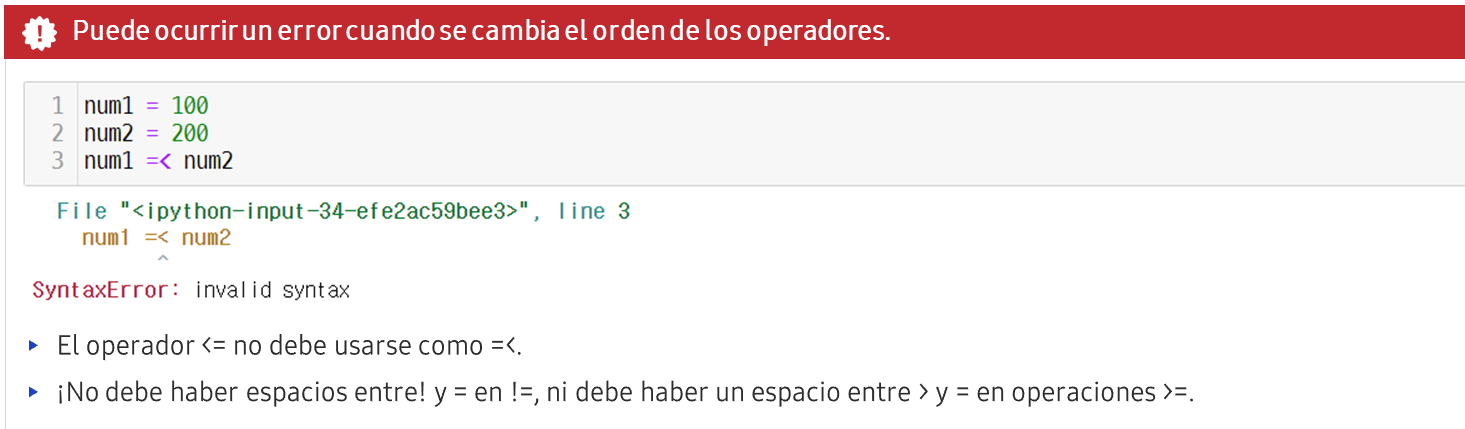 Puede ocurrir un error cuando se cambia el orden de los operadores.
1 num1 = 100
2 num2 = 200
3 num1 =< num2
File "<ipython-input-34-efe2ac59bee3>", line 3
num1 =< num2
^
SyntaxError: invalid syntax
El operador <= no debe usarse como =<.
¡No debe haber espacios entre! y = en !=, ni debe haber un espacio entre > y = en operaciones >=.